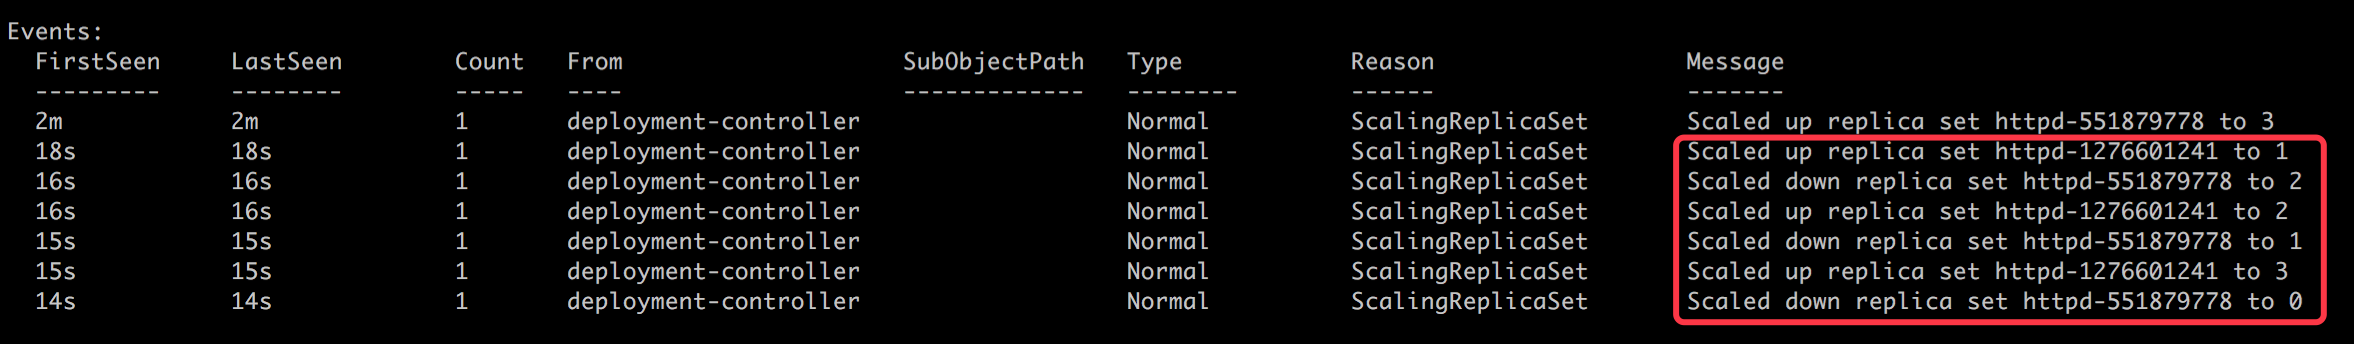 Events:
FirstSeen LastSeen Count From SubObjectPath Type Reason Message
--------- -------- ----- ---- ------------- -------- ------ -------
2m 2m 1 deployment-controller Normal ScalingReplicaSet Scaled up replica set httpd-551879778 to 3
18s 18s 1 deployment-controller Normal ScalingReplicaSet Scaled up replica set httpd-1276601241 to 1
16s 16s 1 deployment-controller Normal ScalingReplicaSet Scaled down replica set httpd-551879778 to 2
16s 16s 1 deployment-controller Normal ScalingReplicaSet Scaled up replica set httpd-1276601241 to 2
15s 15s 1 deployment-controller Normal ScalingReplicaSet Scaled down replica set httpd-551879778 to 1
15s 15s 1 deployment-controller Normal ScalingReplicaSet Scaled up replica set httpd-1276601241 to 3
14s 14s 1 deployment-controller Normal ScalingReplicaSet Scaled down replica set httpd-551879778 to 0